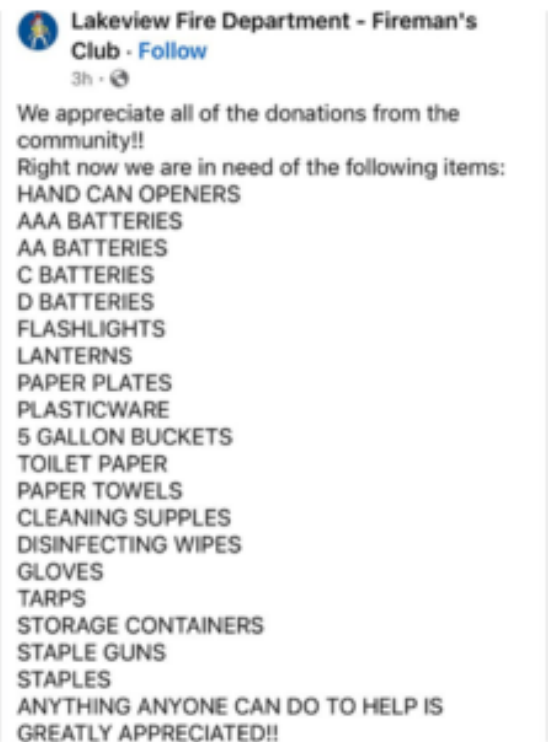 Lakeview Fire Department - Fireman's
Club · Follow
3h ·
We appreciate all of the donations from the
community!!
Right now we are in need of the following items:
HAND CAN OPENERS
AAA BATTERIES
AA BATTERIES
C BATTERIES
D BATTERIES
FLASHLIGHTS
LANTERNS
PAPER PLATES
PLASTICWARE
5 GALLON BUCKETS
TOILET PAPER
PAPER TOWELS
CLEANING SUPPLES
DISINFECTING WIPES
GLOVES
TARPS
STORAGE CONTAINERS
STAPLE GUNS
STAPLES
ANYTHING ANYONE CAN DO TO HELP IS
GREATLY APPRECIATED!!